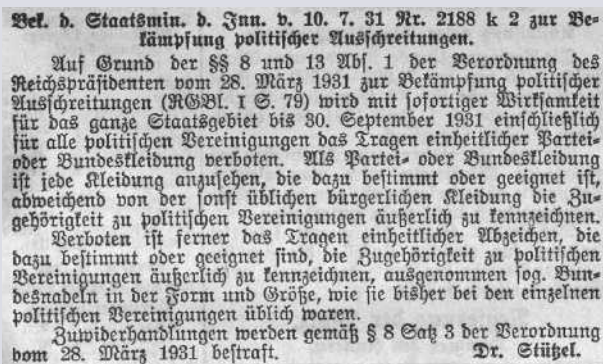 Bek. d. Staatsmin. d. Inn. v. 10. 7. 31 Nr. 2188 k 2 zur Be-
kämpfung politischer Ausschreitungen.
Auf Grund der §§ 8 und 13 Abs. 1 der Verordnung des
Reichspräsidenten vom 28. März 1931 zur Bekämpfung politischer
Ausschreitungen (RGBl. I S. 79) wird mit sofortiger Wirksamkeit
für das ganze Staatsgebiet bis 30. September 1931 einschließlich
für alle politischen Vereinigungen das Tragen einheitlicher Partei-
oder Bundeskleidung verboten. Als Partei- oder Bundeskleidung
ist jede Kleidung anzusehen, die dazu bestimmt oder geeignet ist,
abweichend von der sonst üblichen bürgerlichen Kleidung die Zu-
gehörigkeit zu politischen Vereinigungen äußerlich zu kennzeichnen.
Verboten ist ferner das Tragen einheitlicher Abzeichen, die
dazu bestimmt oder geeignet sind, die Zugehörigkeit zu politischen
Vereinigungen äußerlich zu kennzeichnen, ausgenommen sog. Bun-
desnadeln in der Form und Größe, wie sie bisher bei den einzelnen
politischen Vereinigungen üblich waren.
Zuwiderhandlungen werden gemäß § 8 Satz 3 der Verordnung
vom 28. März 1931 bestraft. Dr. Stützel.